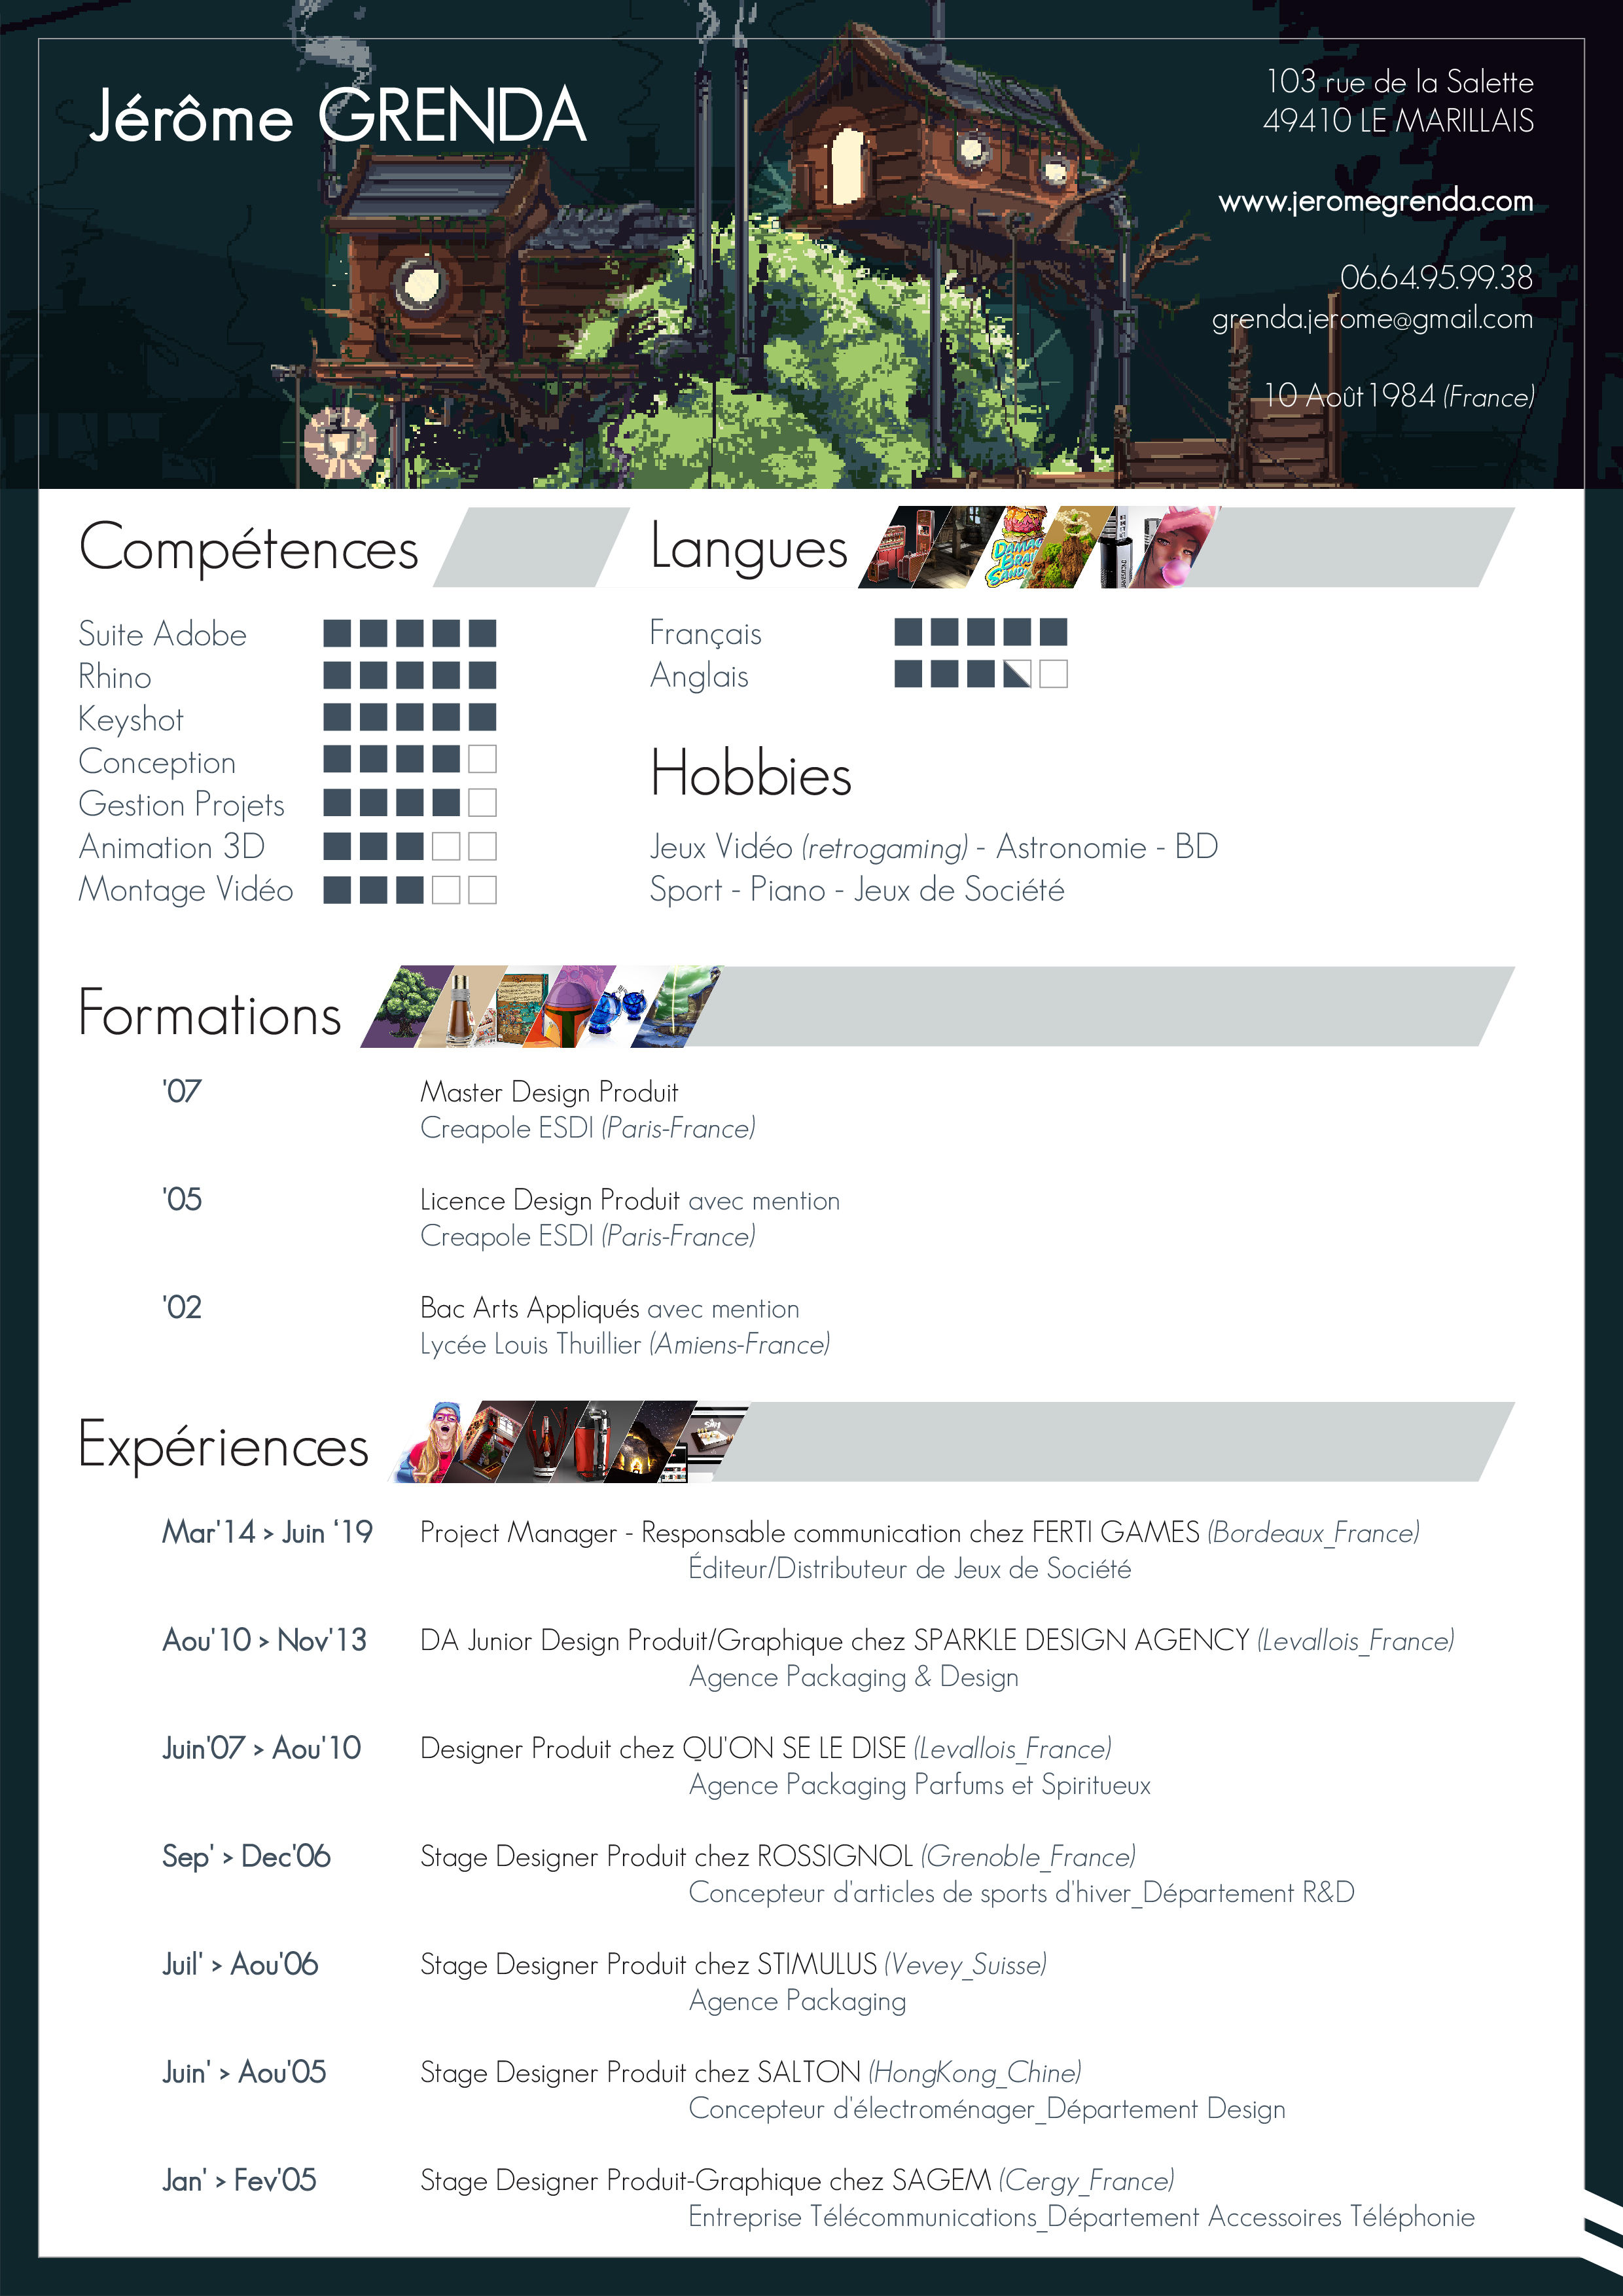 Jérôme GRENDA
103 rue de la Salette
49410 LE MARILLAIS
www.jeromegrenda.com
06.64.95.99.38
grenda.jerome@gmail.com
10 Août1984 (France)
Compétences
Suite Adobe
Rhino
Keyshot
Conception
Gestion Projets
Animation 3D
Montage Vidéo
Langues
DAMAGE
BRAIN
Français
Anglais
Hobbies
Jeux Vidéo (retrogaming) - Astronomie - BD
Sport - Piano - Jeux de Société
Formations
'07 Master Design Produit
Creapole ESDI (Paris-France)
'05 Licence Design Produit avec mention
Creapole ESDI (Paris-France)
'02 Bac Arts Appliqués avec mention
Lycée Louis Thuillier (Amiens-France)
Expériences
Mar'14 > Juin ‘19 Project Manager - Responsable communication chez FERTI GAMES (Bordeaux_France)
Éditeur/Distributeur de Jeux de Société
Aou'10 > Nov'13 DA Junior Design Produit/Graphique chez SPARKLE DESIGN AGENCY (Levallois_France)
Agence Packaging & Design
Juin'07 > Aou'10 Designer Produit chez QU'ON SE LE DISE (Levallois_France)
Agence Packaging Parfums et Spiritueux
Sep' > Dec'06 Stage Designer Produit chez ROSSIGNOL (Grenoble_France)
Concepteur d'articles de sports d'hiver_Département R&D
Juil' > Aou'06 Stage Designer Produit chez STIMULUS (Vevey_Suisse)
Agence Packaging
Juin' > Aou'05 Stage Designer Produit chez SALTON (HongKong_Chine)
Concepteur d'électroménager_Département Design
Jan' > Fev'05 Stage Designer Produit-Graphique chez SAGEM (Cergy_France)
Entreprise Télécommunications_Département Accessoires Téléphonie